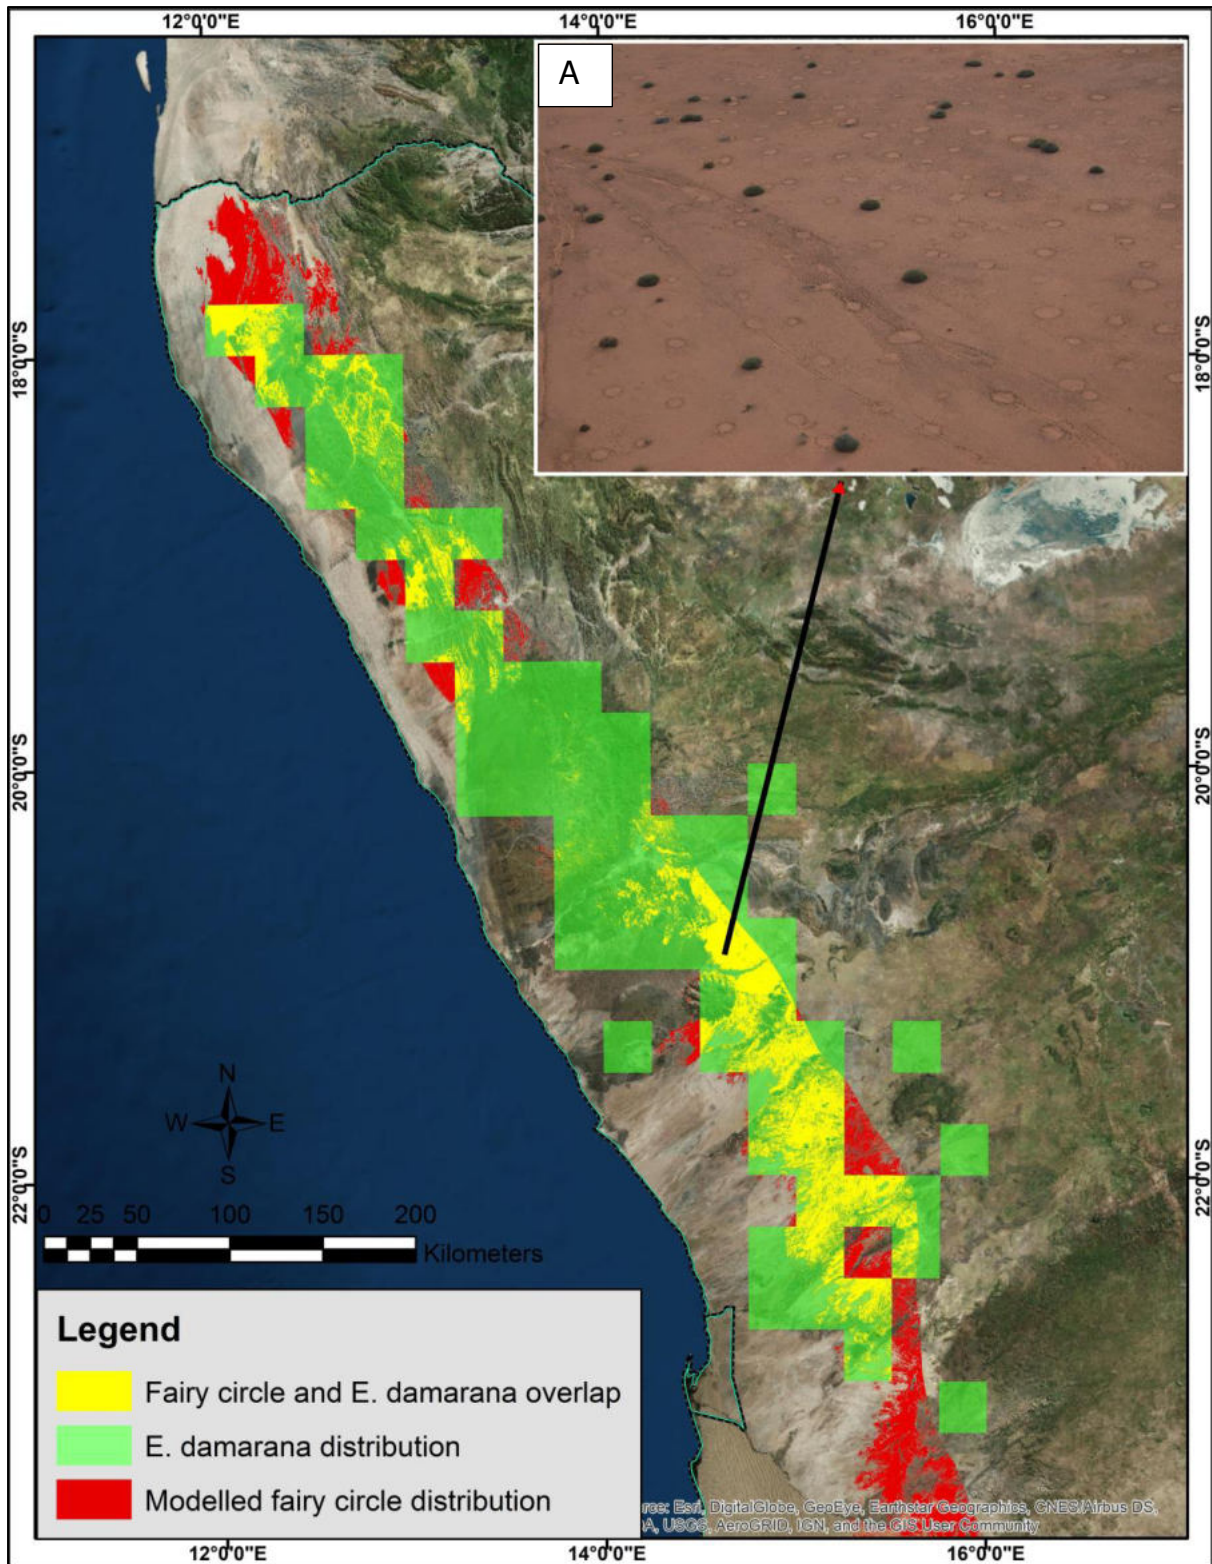 12°0'0"E 14°0'0"E 16°0'0"E
A
18°0'0"S 18°0'0"S
20°0'0"S 20°0'0"S
22°0'0"S 22°0'0"S
N
W E
S
0 25 50 100 150 200
Kilometers
Legend
Fairy circle and E. damarana overlap
E. damarana distribution
Modelled fairy circle distribution
Esri, DigitalGlobe, GeoEye, Earthstar Geographics, CNES/Airbus DS,
USGS, AeroGRID, IGN, and the GIS User Community
12°0'0"E 14°0'0"E 16°0'0"E